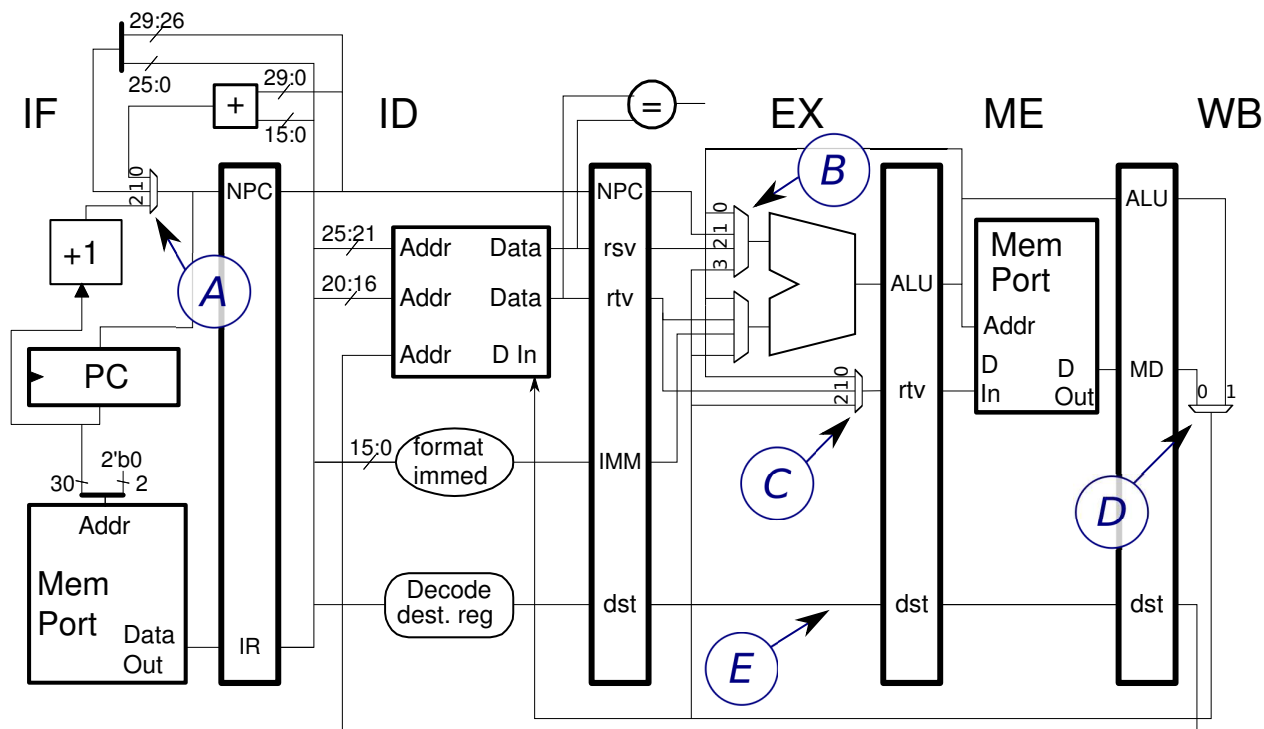 29:26
25:0
29:0
+
15:0
IF
ID
=
EX
ME
WB
B
2 1 0
NPC
NPC
ALU
+1
A
25:21
Addr
Data
rsv
3 2 1 0
Mem
Port
20:16
Addr
Data
rtv
ALU
Addr
Addr
D In
PC
2 1 0
rtv
D
In
D
Out
MD
0
1
15:0
format
immed
IMM
C
D
2'b0
30
2
Addr
Mem
Port
Data
Out
IR
Decode
dest. reg
dst
E
dst
dst